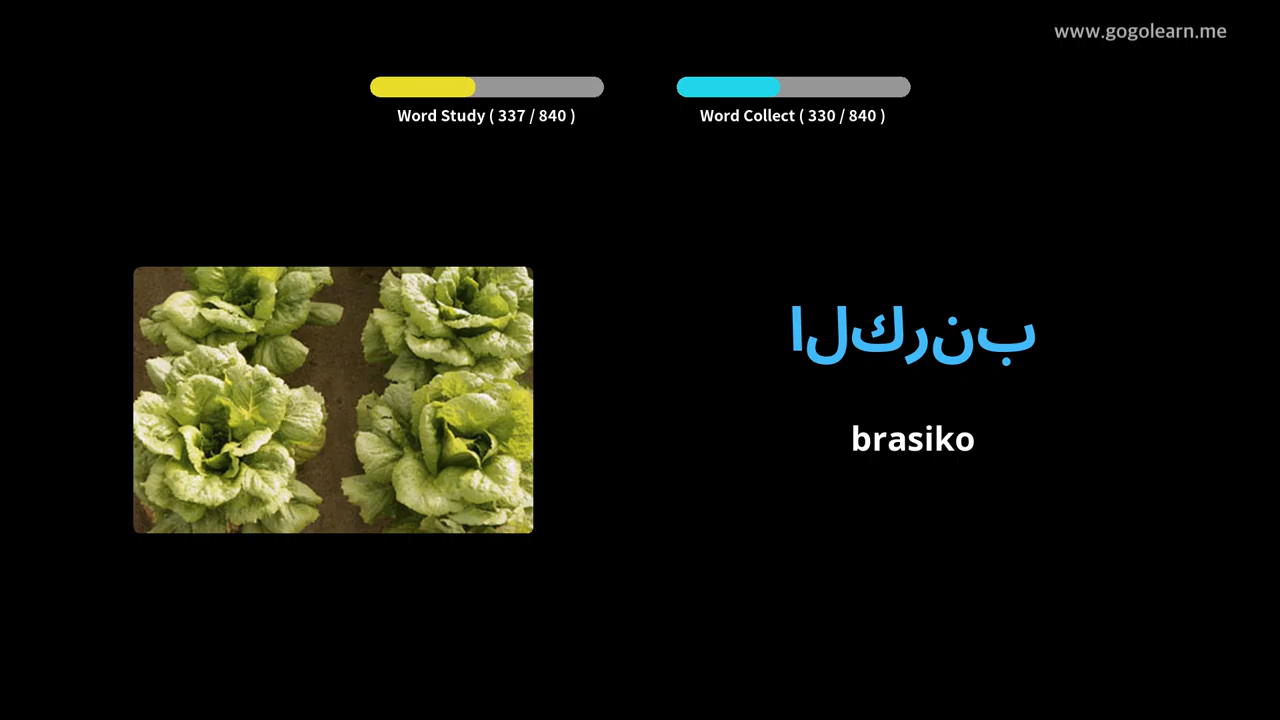 www.gogolearn.me
Word Study ( 337 / 840 )
Word Collect ( 330 / 840 )
الكرنب
brasiko